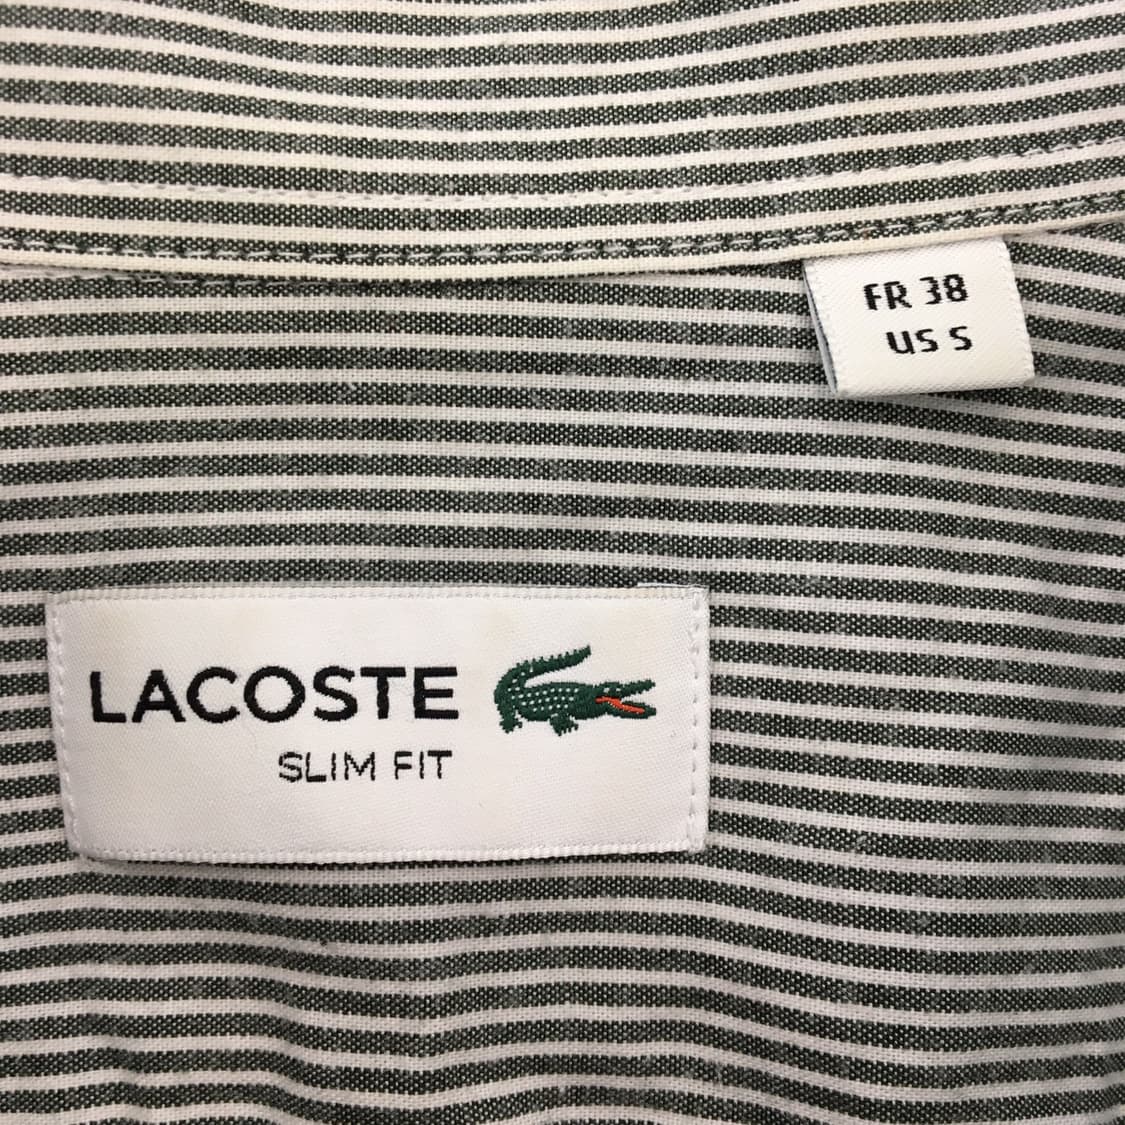 FR 38
US S
LACOSTE
SLIM FIT